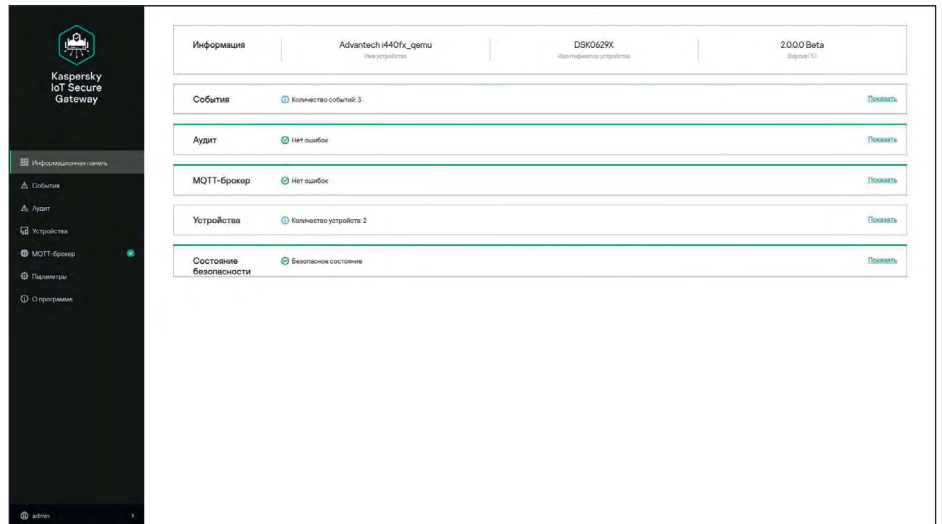 Kaspersky
IoT Secure
Gateway
Информационная панель
События
Аудит
Устройства
MQTT-брокер
Параметры
О программе
admin
Информация
Advantech i440fx_qemu
Имя устройства
DSK0629X
Идентификатор устройства
2.0.0.0 Beta
Версия ПО
События
Количество событий: 3
Показать
Аудит
Нет ошибок
Показать
MQTT-брокер
Нет ошибок
Показать
Устройства
Количество устройств: 2
Показать
Состояние
безопасности
Безопасное состояние
Показать